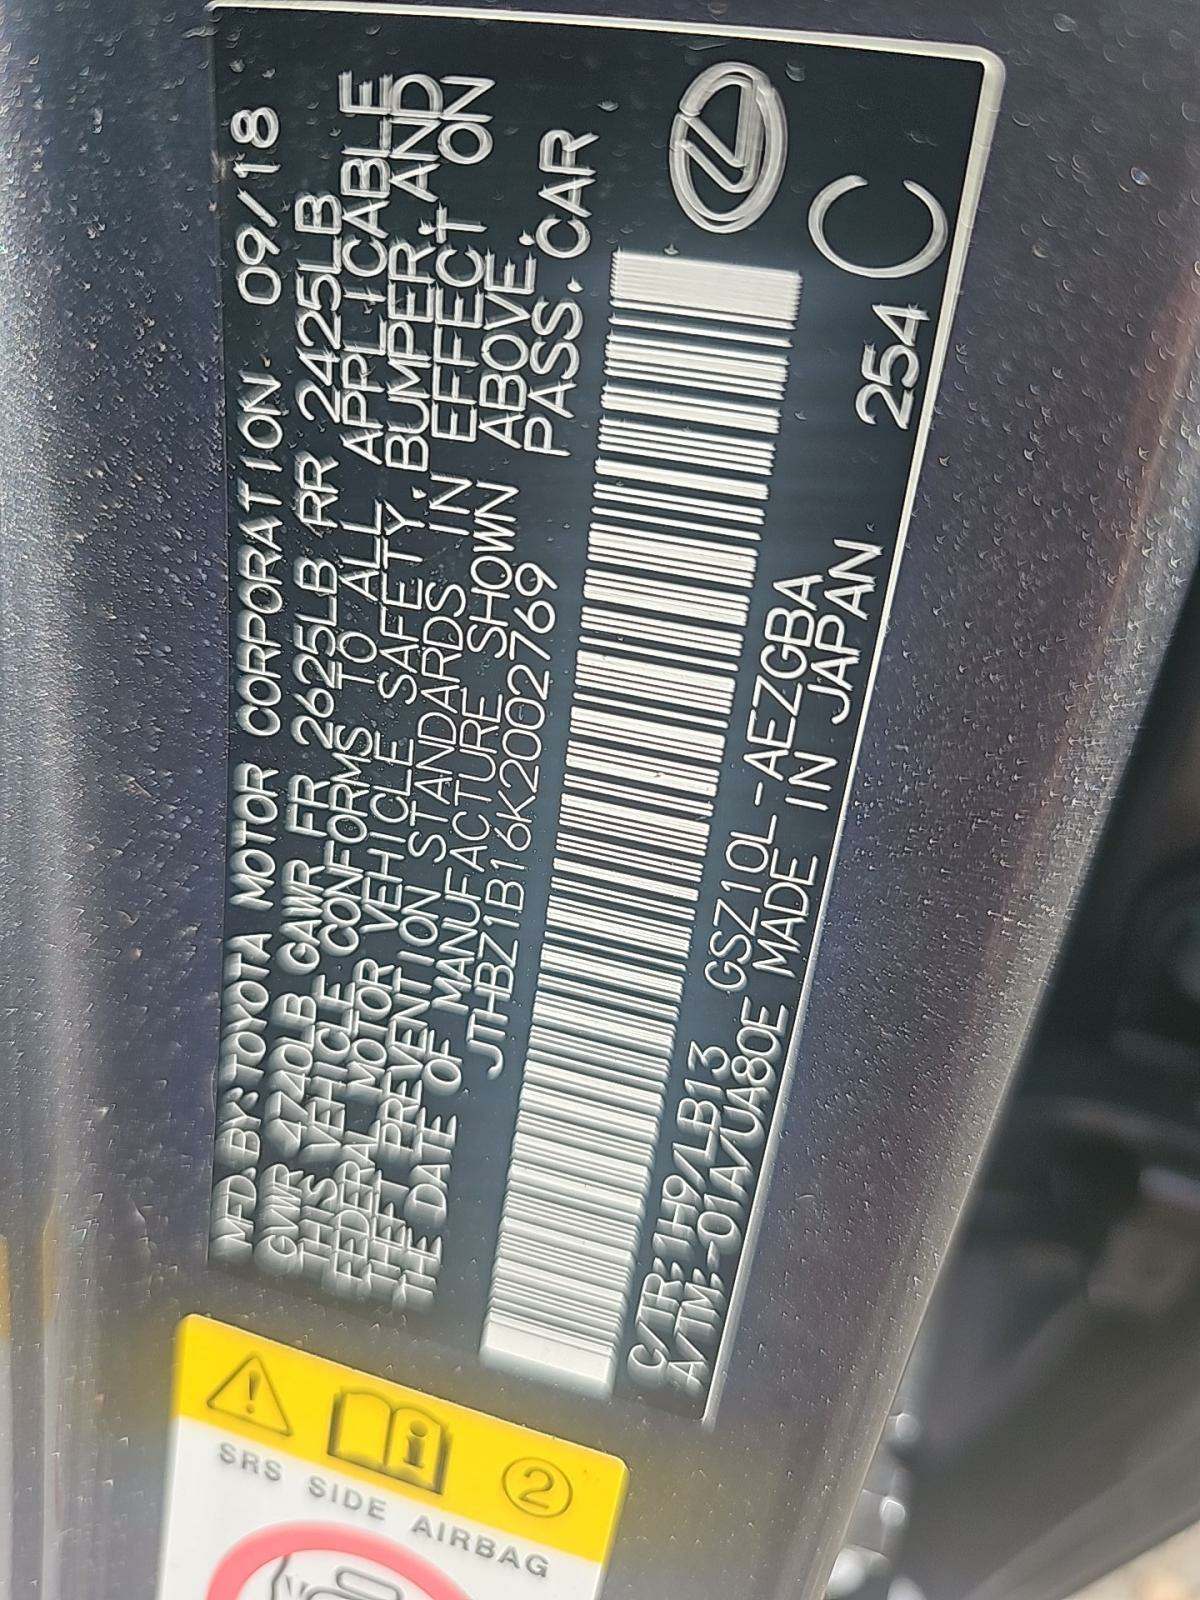 MFD. BY: TOYOTA MOTOR CORPORATION 09/18
GVWR 4740LB GAWR FR 2625LB RR 2425LB
THIS VEHICLE CONFORMS TO ALL APPLICABLE
FEDERAL MOTOR VEHICLE SAFETY, BUMPER, AND
THEFT PREVENTION STANDARDS IN EFFECT ON
THE DATE OF MANUFACTURE SHOWN ABOVE.
JTHBZ1B16K2002769 PASS. CAR
C/TR:1H9/LB13 GSZ10L-AEZGBA 254 C
A/TM:-01A/UA80E MADE IN JAPAN
2
SRS SIDE AIRBAG